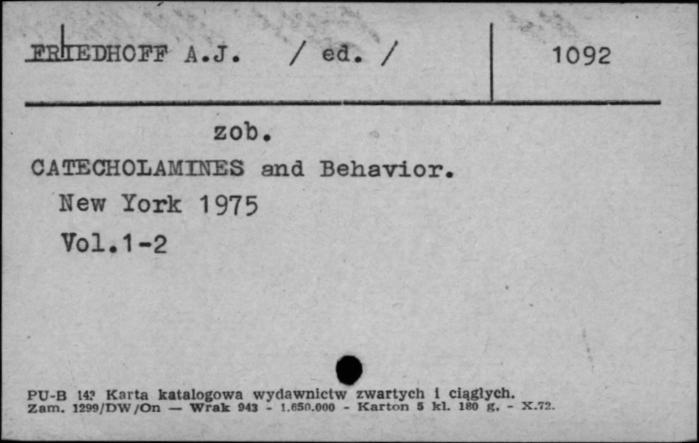 FRIEDHOFF A.J. / ed. / 1092
zob.
CATECHOLAMINES and Behavior.
New York 1975
Vol.1-2
PU-B Karta katalogowa wydawnictw zwartych i ciągłych.
Zam. 1299/DW/On — Wrak 943 - 1.650.000 - Karton 5 kl. 180 g. - X.72.